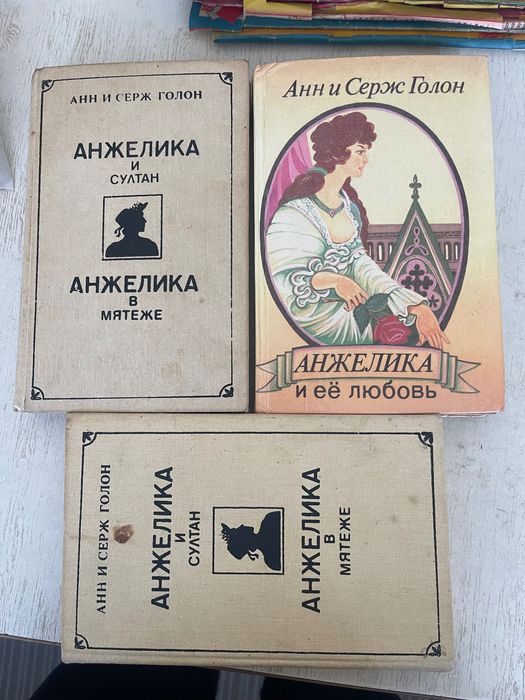 АНН И СЕРЖ ГОЛОН
АНЖЕЛИКА
И
СУЛТАН
АНЖЕЛИКА
В
МЯТЕЖЕ
Анн и Серж Голон
АНЖЕЛИКА
и её любовь
АНН И СЕРЖ ГОЛОН
АНЖЕЛИКА
И
СУЛТАН
АНЖЕЛИКА
В
МЯТЕЖЕ